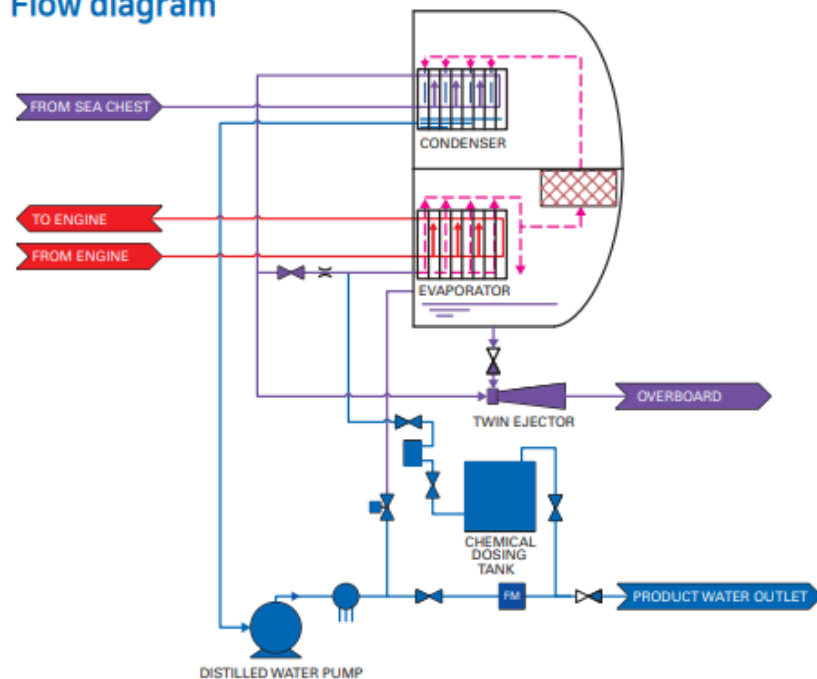 Flow diagram
FROM SEA CHEST
CONDENSER
TO ENGINE
FROM ENGINE
EVAPORATOR
OVERBOARD
TWIN EJECTOR
CHEMICAL
DOSING
TANK
FM
PRODUCT WATER OUTLET
DISTILLED WATER PUMP